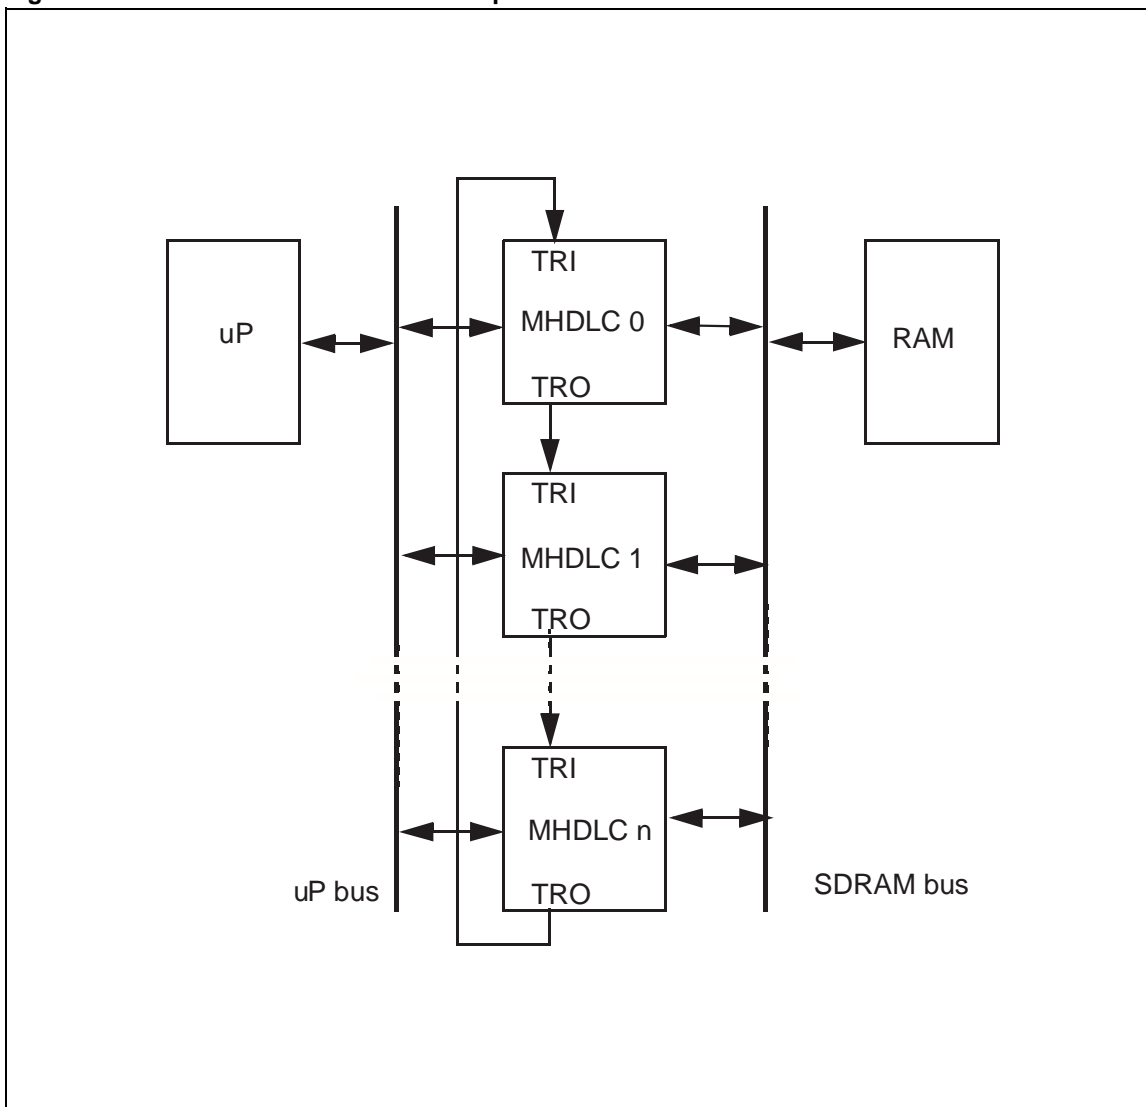 TRI
uP
MHDLC 0
RAM
TRO
TRI
MHDLC 1
TRO
TRI
MHDLC n
TRO
uP bus
SDRAM bus